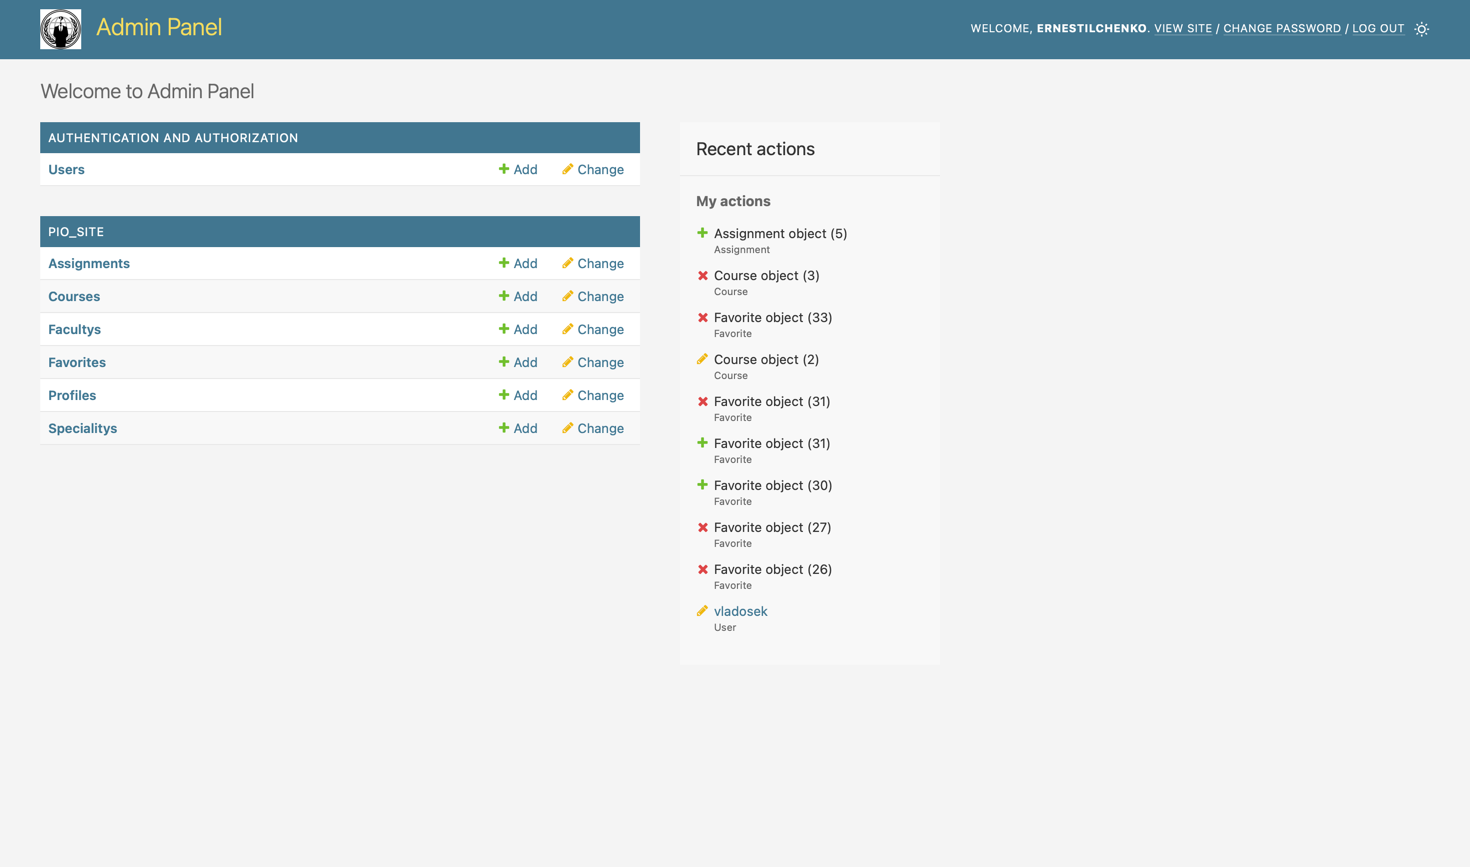 Admin Panel
WELCOME, ERNESTILCHENKO. VIEW SITE / CHANGE PASSWORD / LOG OUT
Welcome to Admin Panel
AUTHENTICATION AND AUTHORIZATION
Users Add Change
PIO_SITE
Assignments Add Change
Courses Add Change
Facultys Add Change
Favorites Add Change
Profiles Add Change
Specialitys Add Change
Recent actions
My actions
Assignment object (5)
Assignment
Course object (3)
Course
Favorite object (33)
Favorite
Course object (2)
Course
Favorite object (31)
Favorite
Favorite object (31)
Favorite
Favorite object (30)
Favorite
Favorite object (27)
Favorite
Favorite object (26)
Favorite
vladosek
User